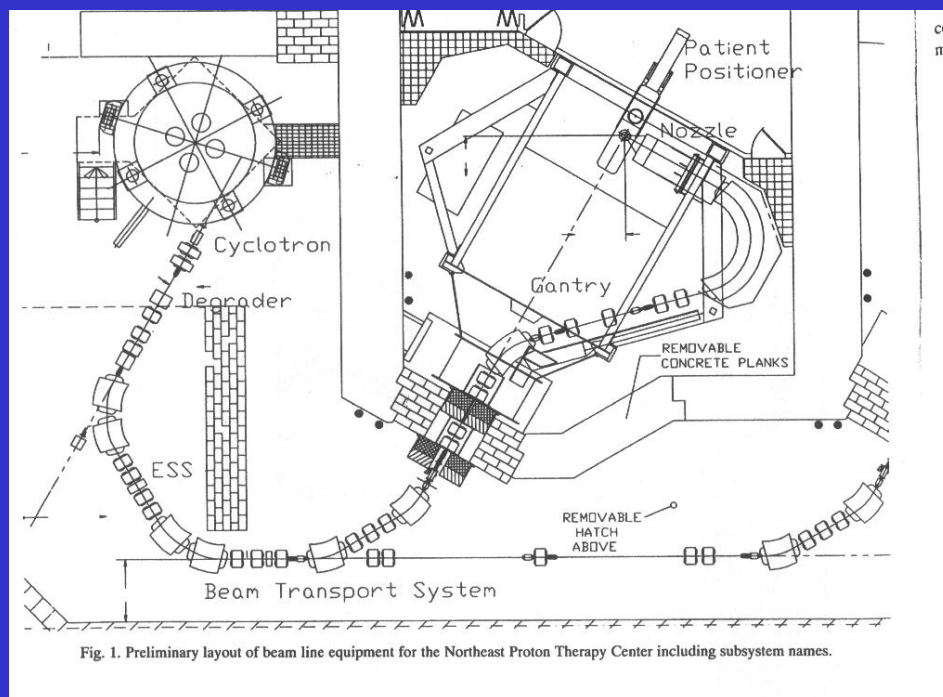 Patient
Positioner
Nozzle
Cyclotron
Degrader
Gantry
REMOVABLE
CONCRETE PLANKS
ESS
REMOVABLE
HATCH
ABOVE
Beam Transport System
Fig. 1. Preliminary layout of beam line equipment for the Northeast Proton Therapy Center including subsystem names.